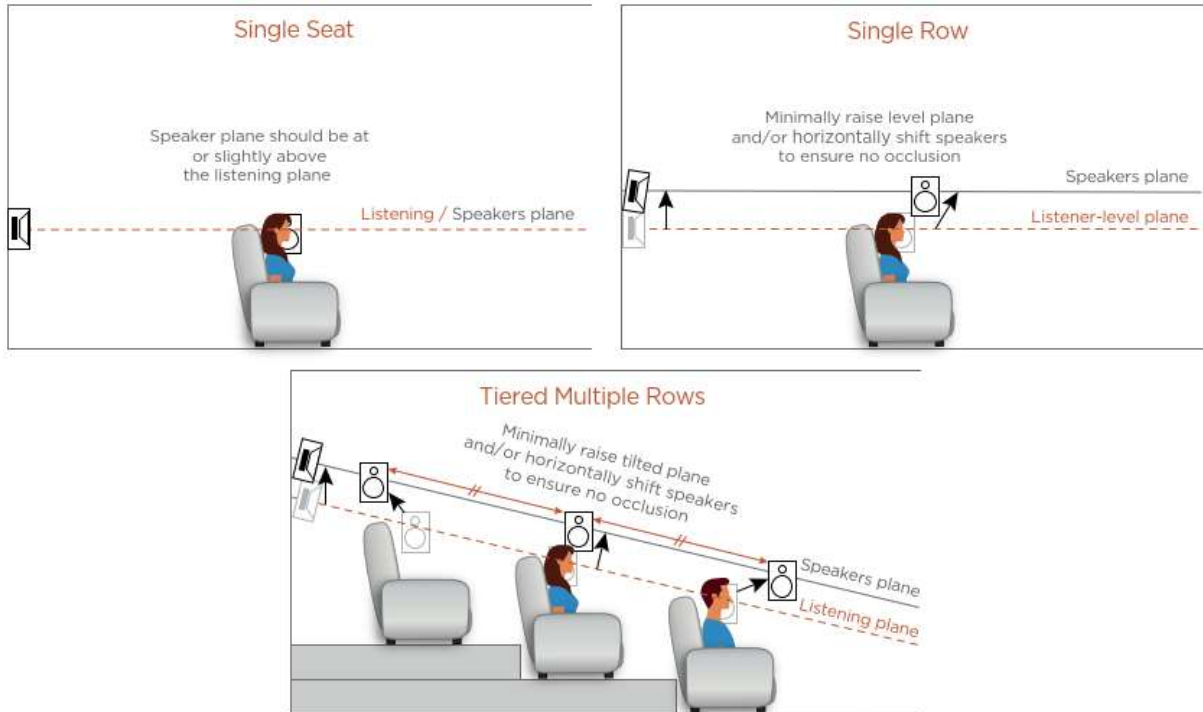 Single Seat
Speaker plane should be at
or slightly above
the listening plane
Listening / Speakers plane
Single Row
Minimally raise level plane
and/or horizontally shift speakers
to ensure no occlusion
Speakers plane
Listener-level plane
Tiered Multiple Rows
Minimally raise tilted plane
and/or horizontally shift speakers
to ensure no occlusion
Speakers plane
Listening plane